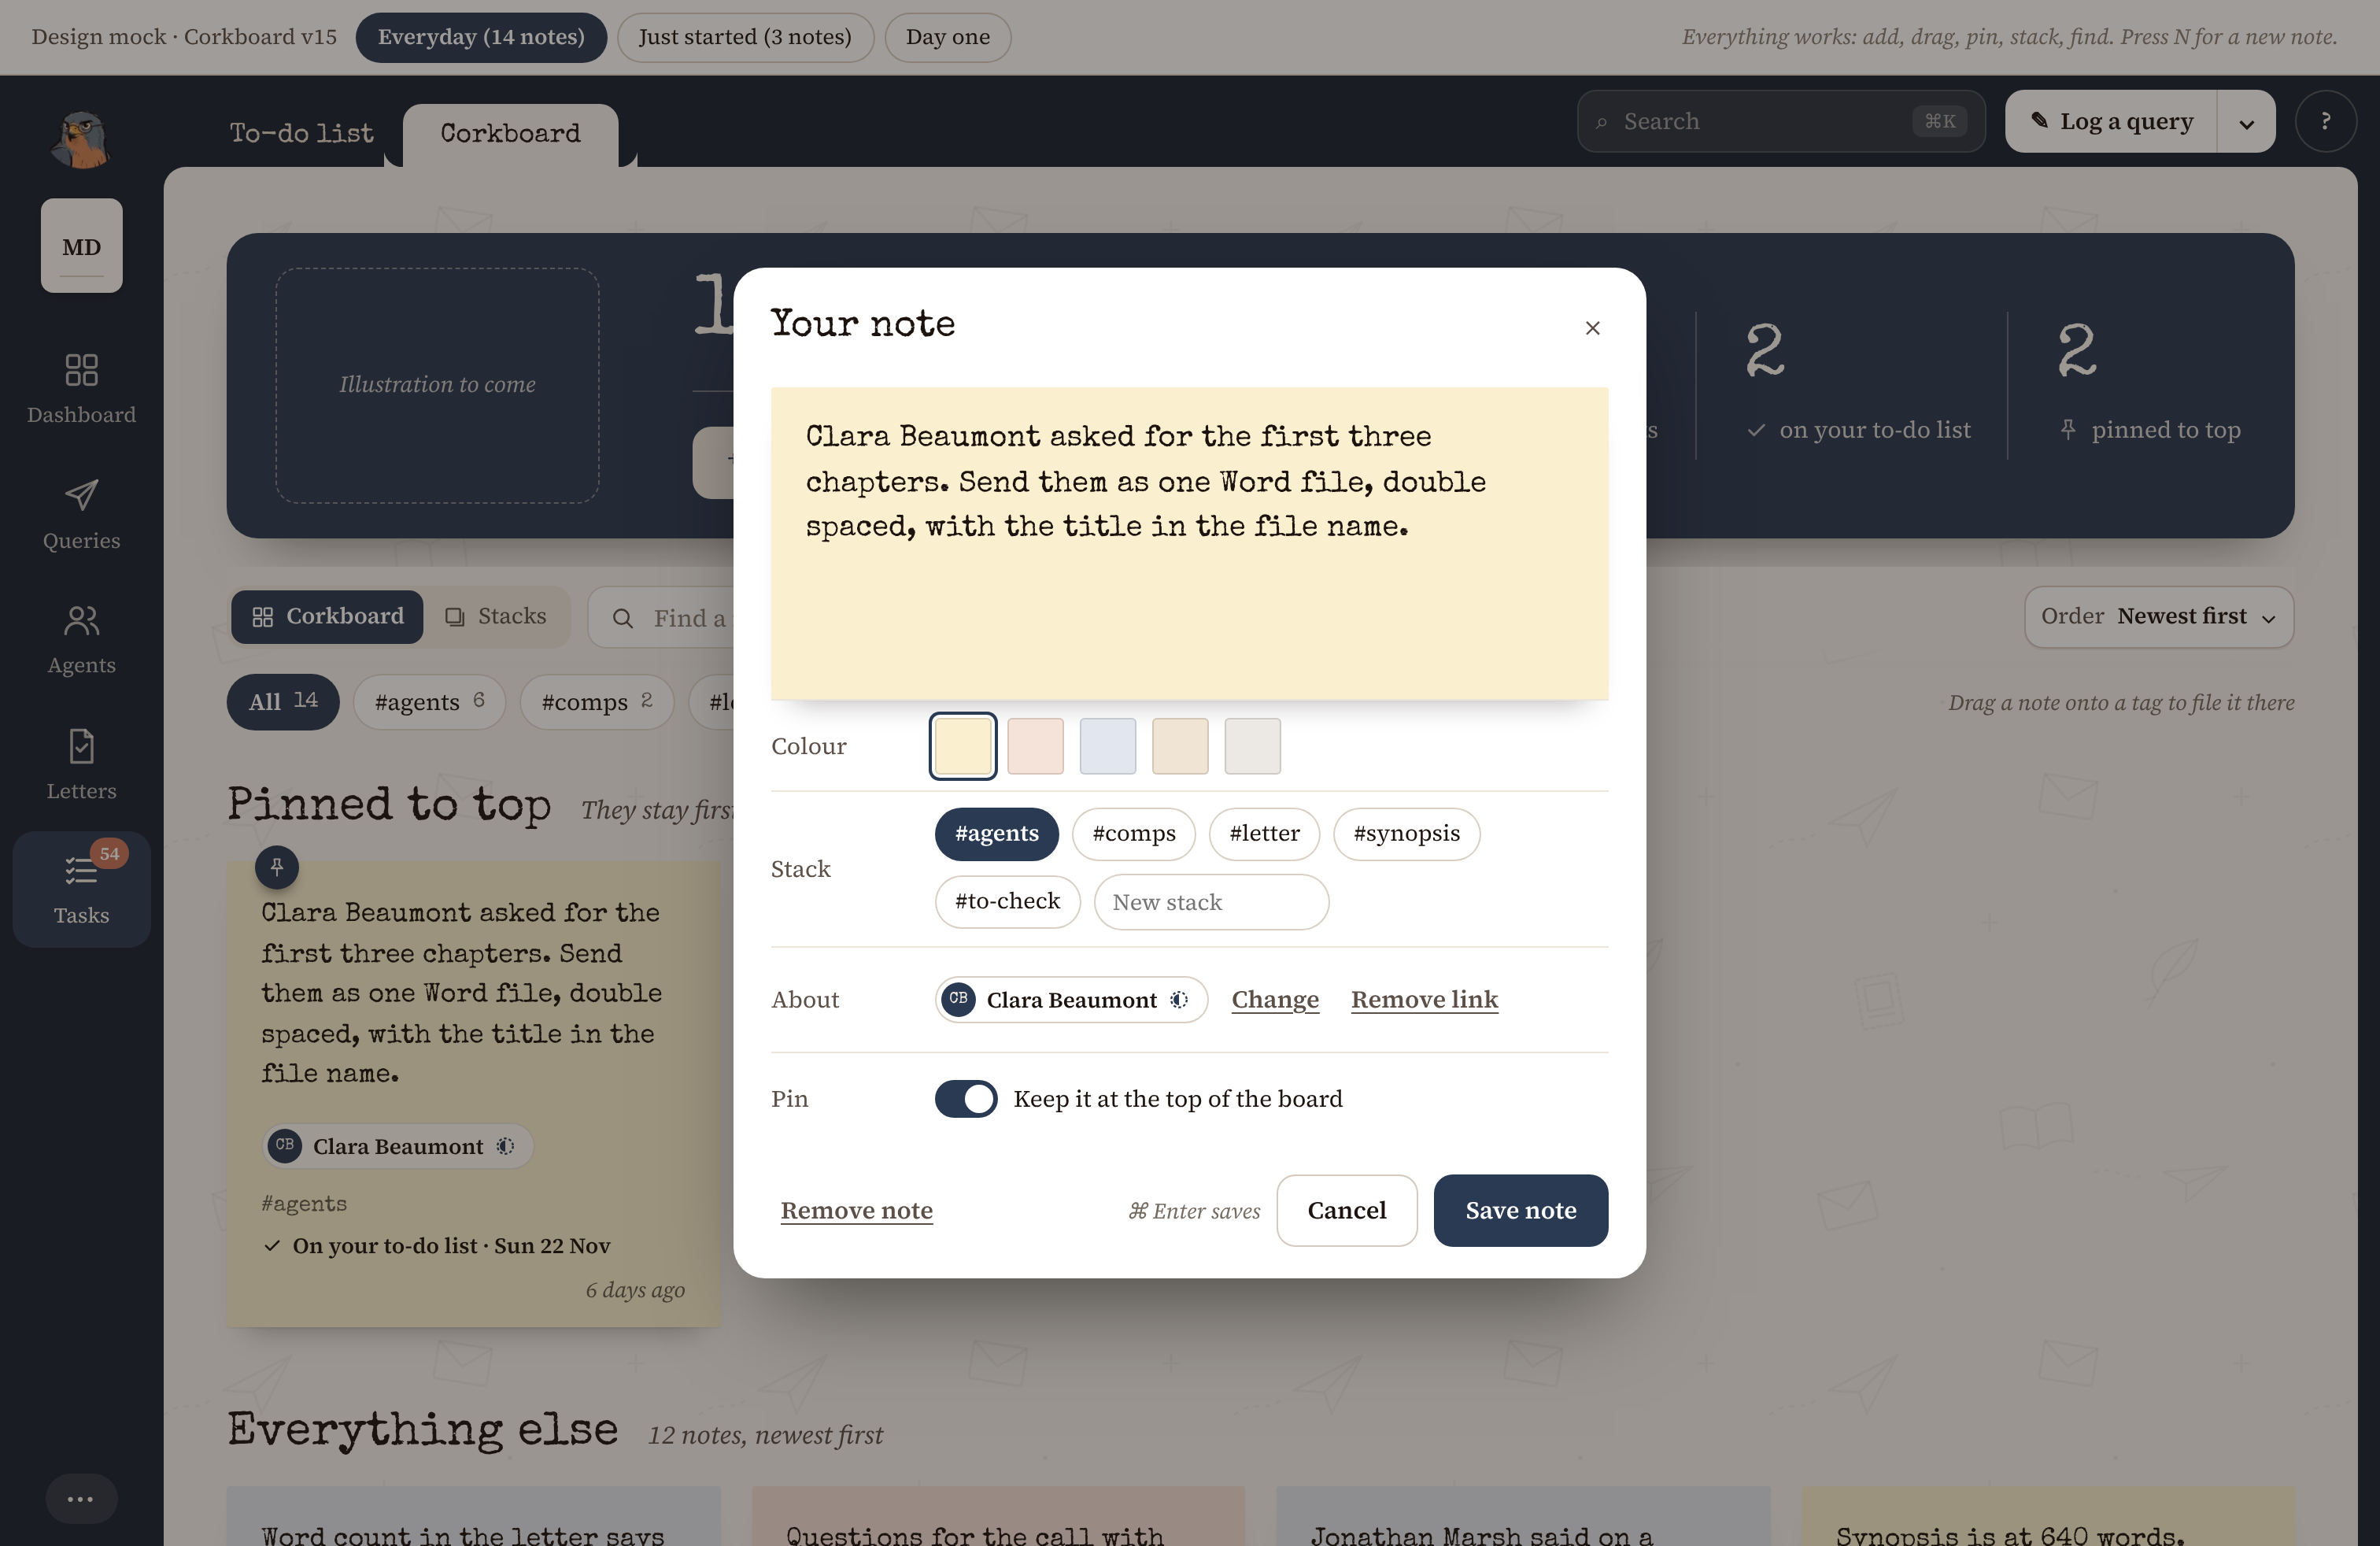 Design mock · Corkboard v15
Everyday (14 notes)
Just started (3 notes)
Day one
Everything works: add, drag, pin, stack, find. Press N for a new note.
To-do list
Corkboard
Search
⌘K
✎ Log a query
?
MD
Dashboard
Queries
Agents
Letters
54
Tasks
Illustration to come
2
on your to-do list
2
pinned to top
Corkboard
Stacks
Find a
Order Newest first
All 14
#agents 6
#comps 2
Drag a note onto a tag to file it there
Pinned to top
They stay
Clara Beaumont asked for the
first three chapters. Send
them as one Word file, double
spaced, with the title in the
file name.
CB Clara Beaumont
#agents
On your to-do list · Sun 22 Nov
6 days ago
Everything else
12 notes, newest first
Word count in the letter says
Questions for the call with
Jonathan Marsh said on a
Synopsis is at 640 words.
Your note
×
Clara Beaumont asked for the first three
chapters. Send them as one Word file, double
spaced, with the title in the file name.
Colour
Stack
#agents
#comps
#letter
#synopsis
#to-check
New stack
About
CB Clara Beaumont
Change
Remove link
Pin
Keep it at the top of the board
Remove note
⌘ Enter saves
Cancel
Save note